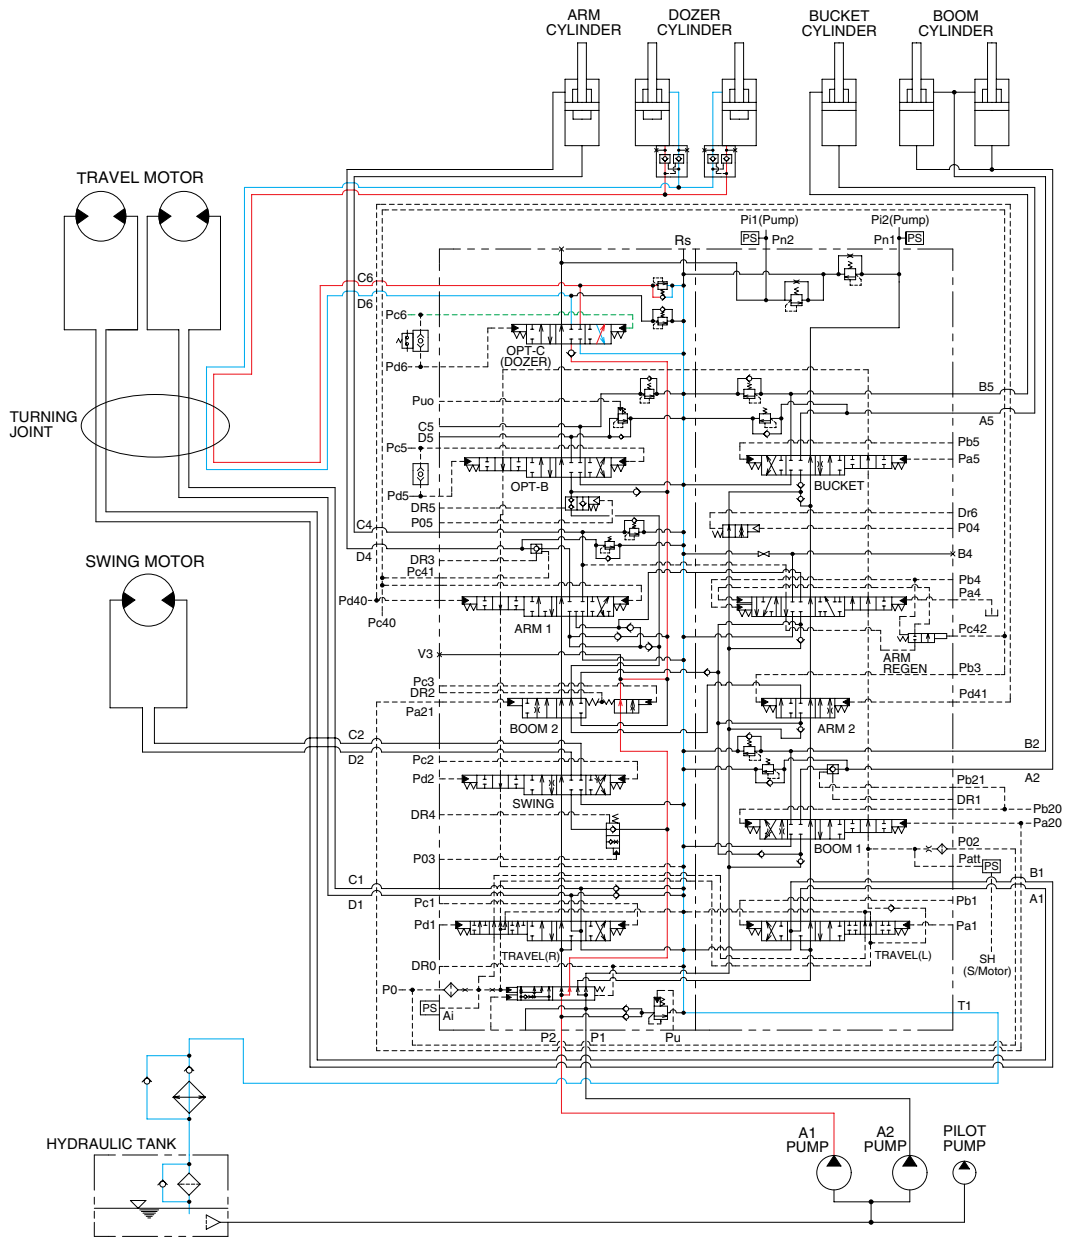 ARM
CYLINDER
DOZER
CYLINDER
BUCKET
CYLINDER
BOOM
CYLINDER
TRAVEL MOTOR
Pi1(Pump)
Pi2(Pump)
PS
Pn2
Pn1
PS
Rs
C6
D6
Pc6
OPT-C
(DOZER)
Pd6
B5
Puo
A5
TURNING
JOINT
C5
D5
Pc5
Pb5
Pa5
OPT-B
BUCKET
Pd5
DR5
P05
Dr6
P04
C4
D4
DR3
Pc41
B4
SWING MOTOR
Pb4
Pa4
Pd40
Pc40
ARM 1
Pc42
ARM
REGEN
V3
Pb3
Pc3
DR2
Pd41
Pa21
BOOM 2
ARM 2
C2
D2
B2
A2
Pc2
Pd2
Pb21
SWING
DR1
DR4
Pb20
Pa20
BOOM 1
P02
P03
Patt
PS
C1
D1
B1
A1
Pc1
Pb1
Pd1
Pa1
TRAVEL(R)
TRAVEL(L)
DR0
SH
(S/Motor)
P0
PS
Ai
T1
P2
P1
Pu
HYDRAULIC TANK
A1
PUMP
A2
PUMP
PILOT
PUMP